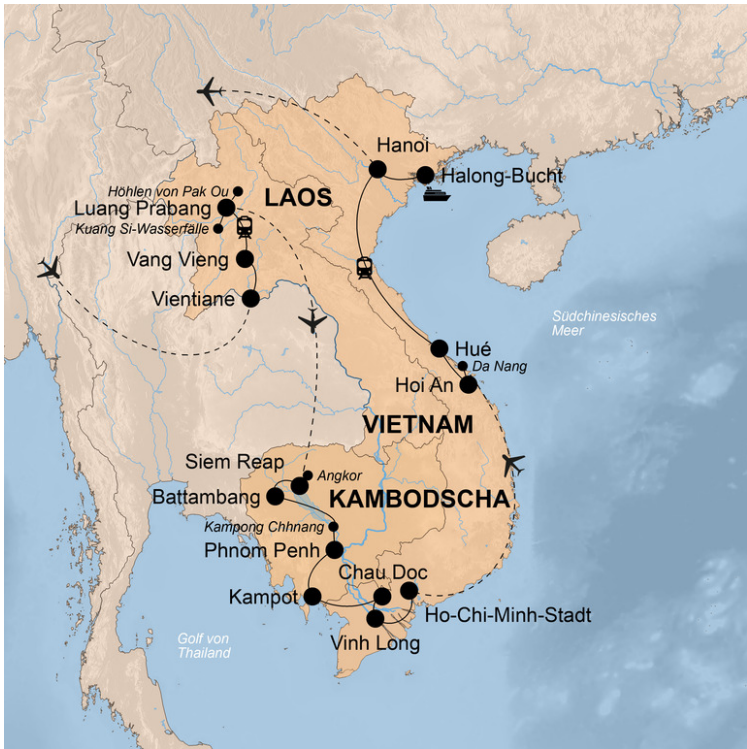 Hanoi
Halong-Bucht
Höhlen von Pak Ou
LAOS
Luang Prabang
Kuang Si-Wasserfälle
Vang Vieng
Vientiane
Südchinesisches
Meer
Hué
Da Nang
Hoi An
VIETNAM
Siem Reap
Angkor
Battambang
KAMBODSCHA
Kampong Chhnang
Phnom Penh
Chau Doc
Kampot
Ho-Chi-Minh-Stadt
Golf von
Thailand
Vinh Long